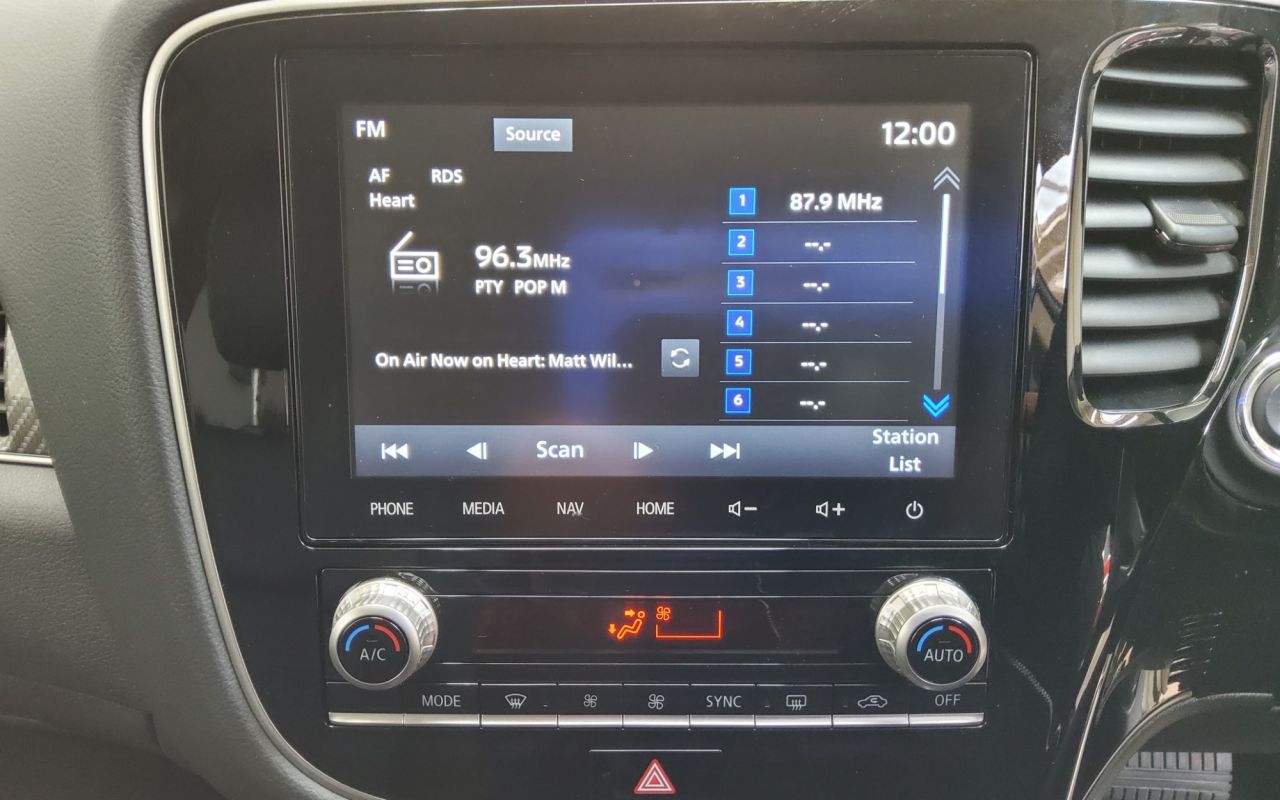 FM
Source
12:00
AF RDS
Heart
96.3MHz
PTY POP M
On Air Now on Heart: Matt Wil...
1 87.9 MHz
2 --.-
3 --.-
4 --.-
5 --.-
6 --.-
Scan
Station
List
PHONE MEDIA NAV HOME
A/C
AUTO
MODE SYNC OFF